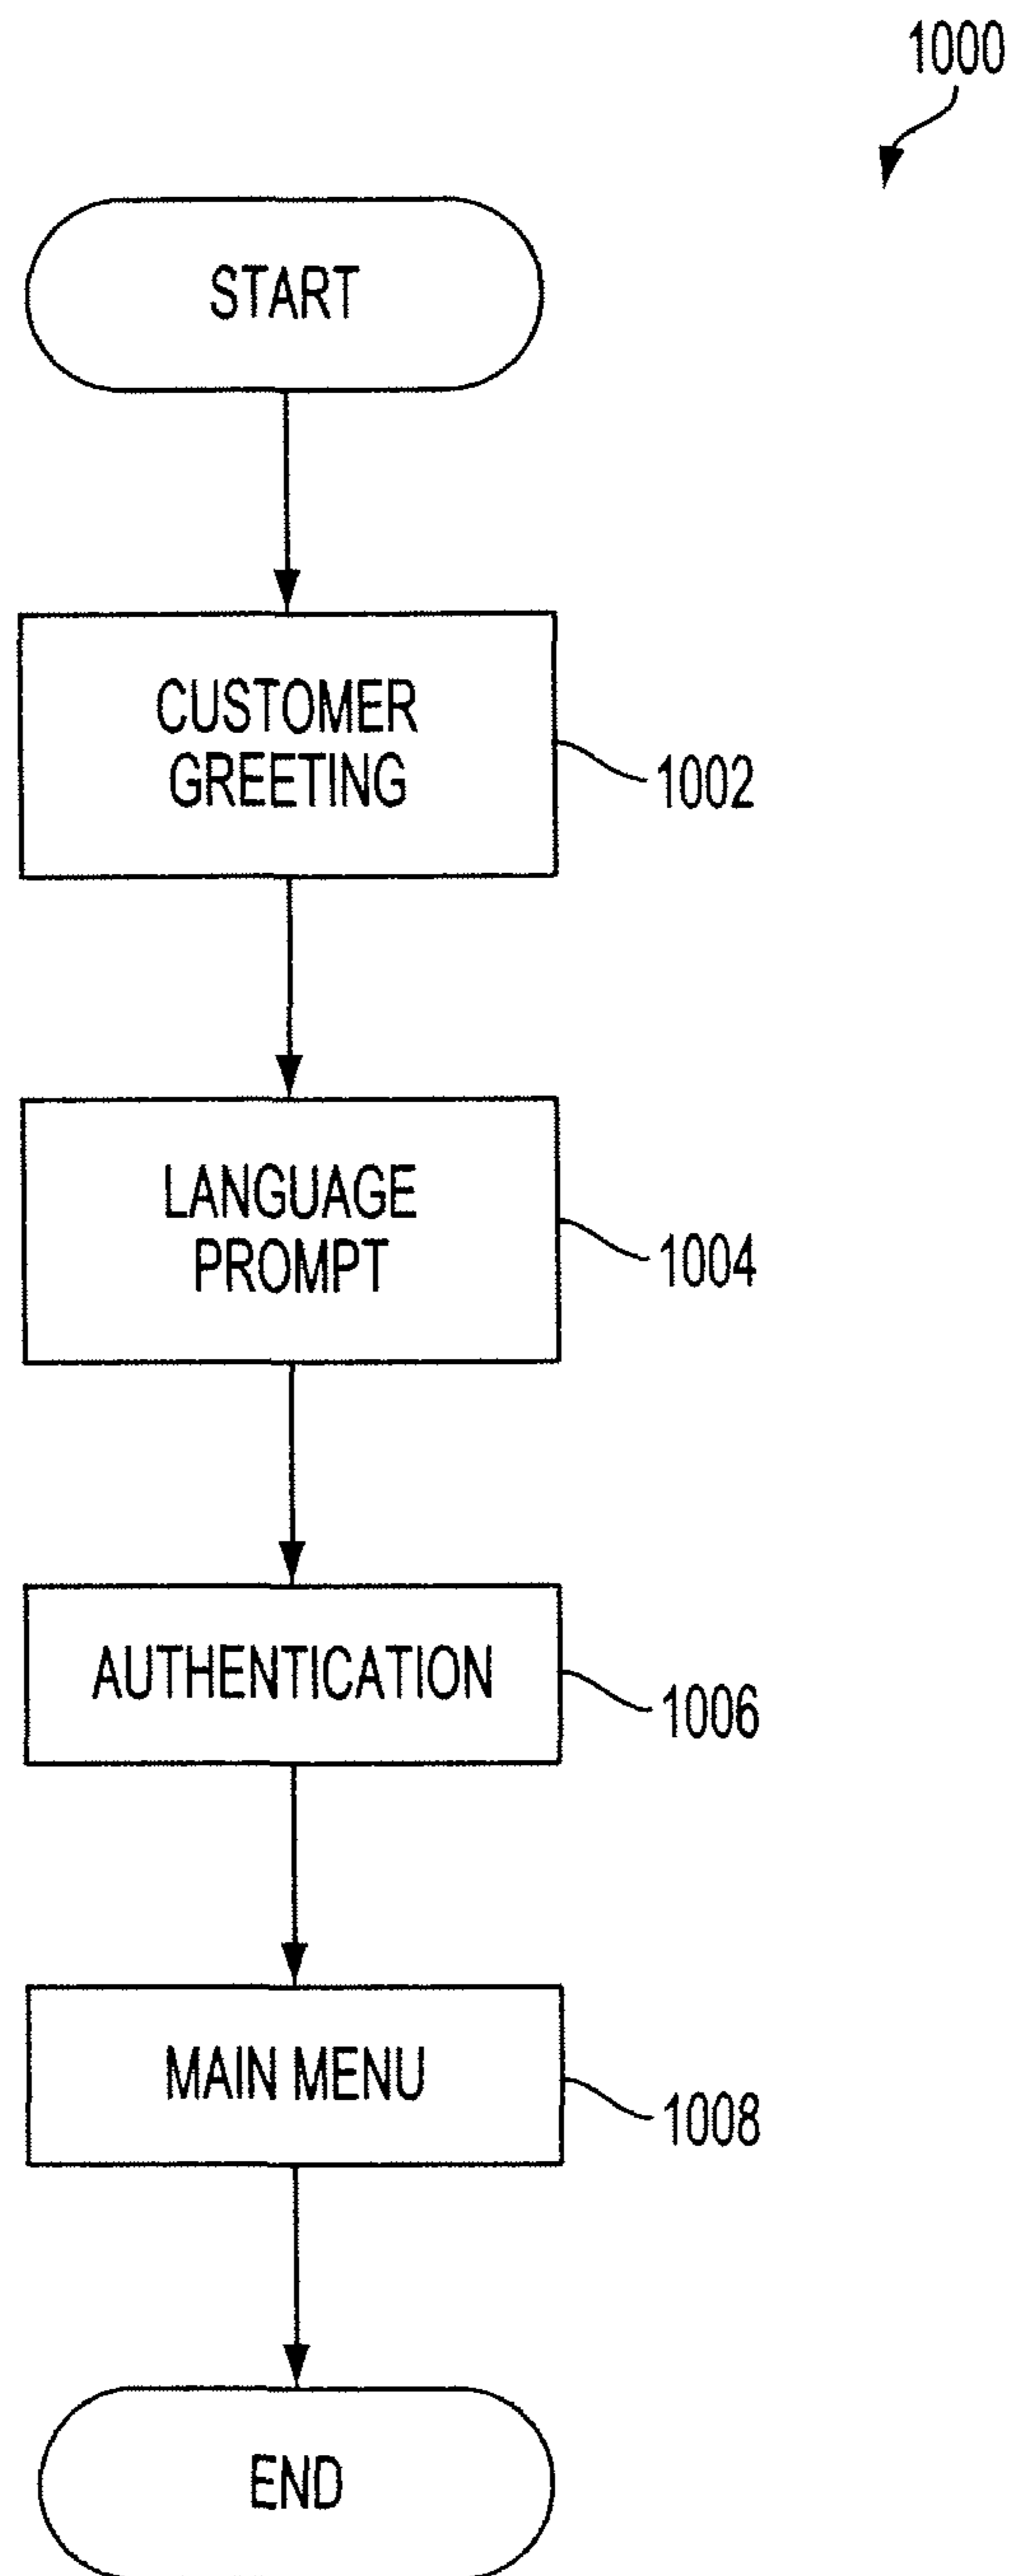 1000
START
CUSTOMER
GREETING
1002
LANGUAGE
PROMPT
1004
AUTHENTICATION
1006
MAIN MENU
1008
END